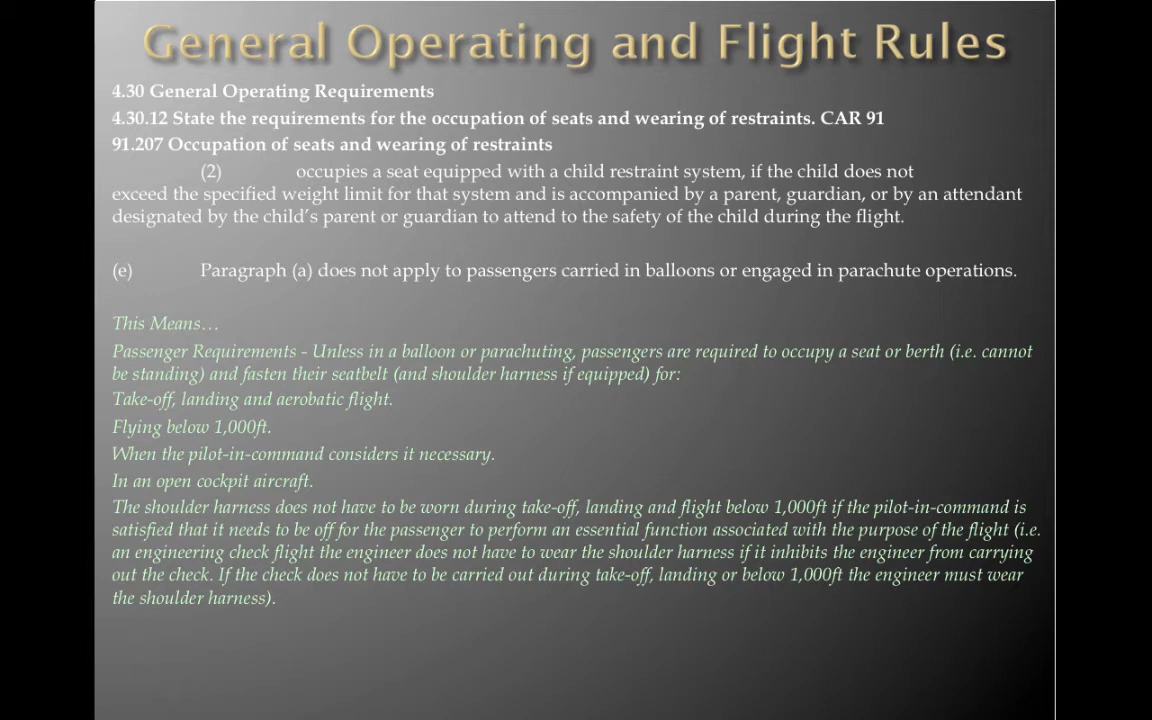 General Operating and Flight Rules
4.30 General Operating Requirements
4.30.12 State the requirements for the occupation of seats and wearing of restraints. CAR 91
91.207 Occupation of seats and wearing of restraints
(2) occupies a seat equipped with a child restraint system, if the child does not
exceed the specified weight limit for that system and is accompanied by a parent, guardian, or by an attendant
designated by the child's parent or guardian to attend to the safety of the child during the flight.
(e) Paragraph (a) does not apply to passengers carried in balloons or engaged in parachute operations.
This Means…
Passenger Requirements - Unless in a balloon or parachuting, passengers are required to occupy a seat or berth (i.e. cannot
be standing) and fasten their seatbelt (and shoulder harness if equipped) for:
Take-off, landing and aerobatic flight.
Flying below 1,000ft.
When the pilot-in-command considers it necessary.
In an open cockpit aircraft.
The shoulder harness does not have to be worn during take-off, landing and flight below 1,000ft if the pilot-in-command is
satisfied that it needs to be off for the passenger to perform an essential function associated with the purpose of the flight (i.e.
an engineering check flight the engineer does not have to wear the shoulder harness if it inhibits the engineer from carrying
out the check. If the check does not have to be carried out during take-off, landing or below 1,000ft the engineer must wear
the shoulder harness).